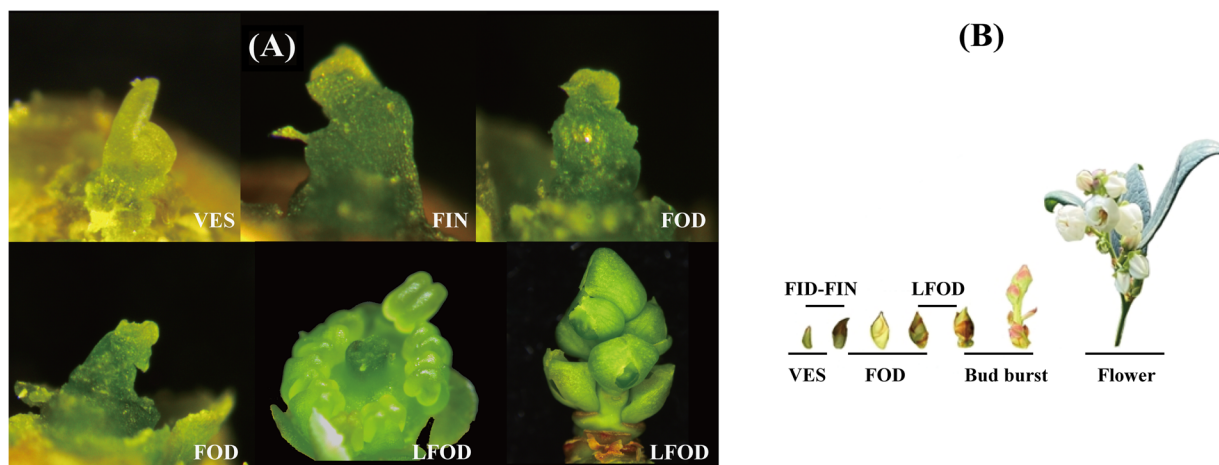 (A)
VES
FIN
FOD
FOD
LFOD
LFOD
(B)
FID-FIN
LFOD
VES
FOD
Bud burst
Flower